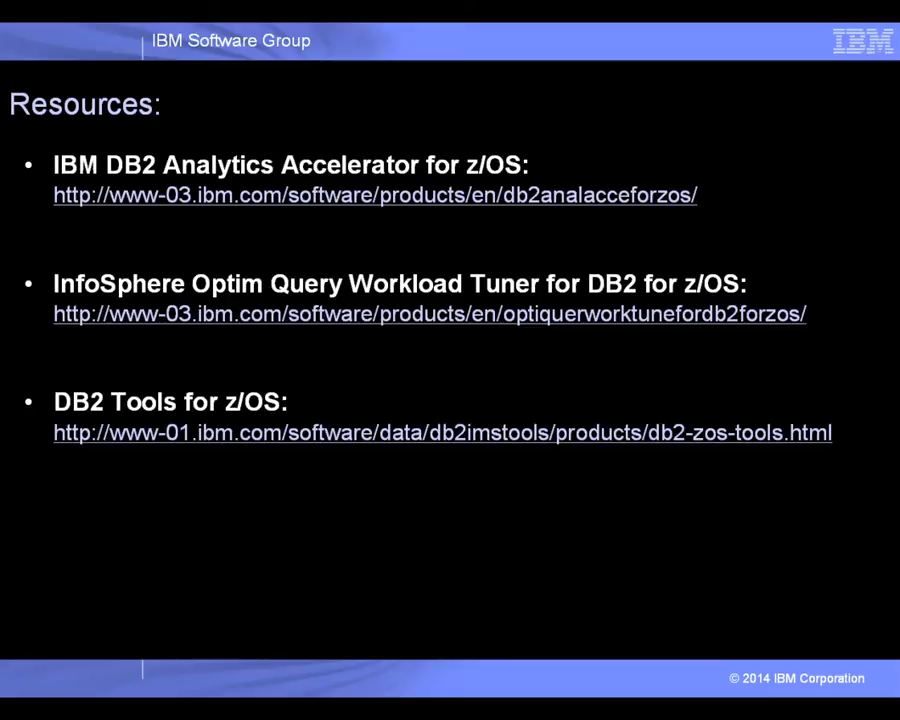 IBM Software Group
IBM
Resources:
• IBM DB2 Analytics Accelerator for z/OS:
http://www-03.ibm.com/software/products/en/db2analacceforzos/
• InfoSphere Optim Query Workload Tuner for DB2 for z/OS:
http://www-03.ibm.com/software/products/en/optiquerworktunefordb2forzos/
• DB2 Tools for z/OS:
http://www-01.ibm.com/software/data/db2imstools/products/db2-zos-tools.html
© 2014 IBM Corporation